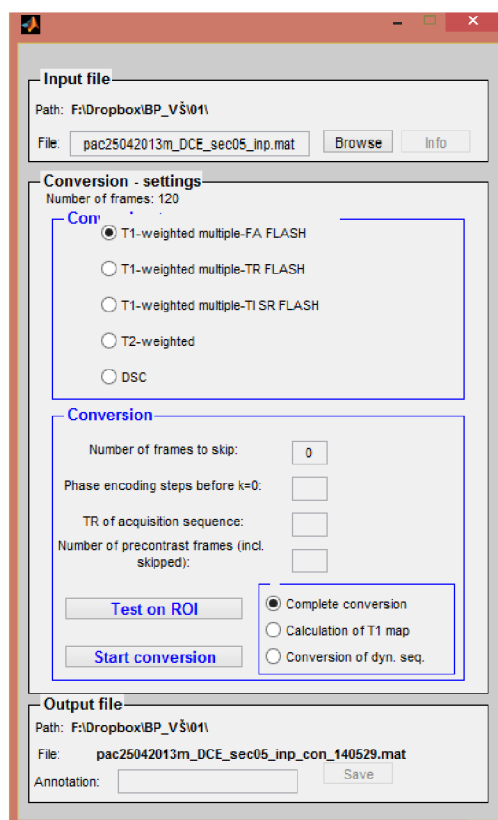 Input file
Path: F:\Dropbox\BP_VŠ\01\
File: pac25042013m_DCE_sec05_inp.mat Browse Info
Conversion - settings
Number of frames: 120
T1-weighted multiple-FA FLASH
T1-weighted multiple-TR FLASH
T1-weighted multiple-TI SR FLASH
T2-weighted
DSC
Conversion
Number of frames to skip: 0
Phase encoding steps before k=0:
TR of acquisition sequence:
Number of precontrast frames (incl.
skipped):
Test on ROI
Complete conversion
Calculation of T1 map
Start conversion
Conversion of dyn. seq.
Output file
Path: F:\Dropbox\BP_VŠ\01\
File: pac25042013m_DCE_sec05_inp_con_140529.mat
Annotation: Save